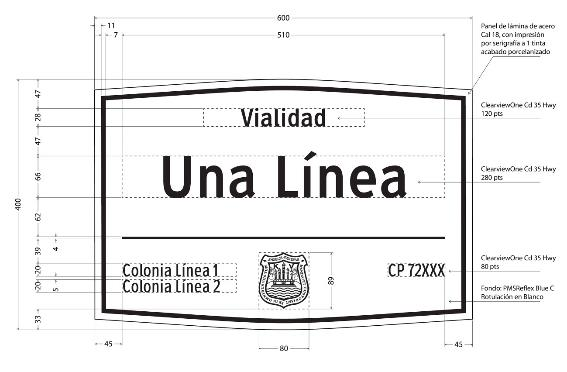 600
11
7
510
Panel de lámina de acero
Cal 18, con impresión
por serigrafía a 1 tinta
acabado porcelanizado
47
28
47
66
62
39
4
20
20
5
33
400
Vialidad
ClearviewOne Cd 35 Hwy
120 pts
Una Línea
ClearviewOne Cd 35 Hwy
280 pts
Colonia Línea 1
Colonia Línea 2
CP 72XXX
89
ClearviewOne Cd 35 Hwy
80 pts
Fondo: PMSReflex Blue C
Rotulación en Blanco
45
80
45